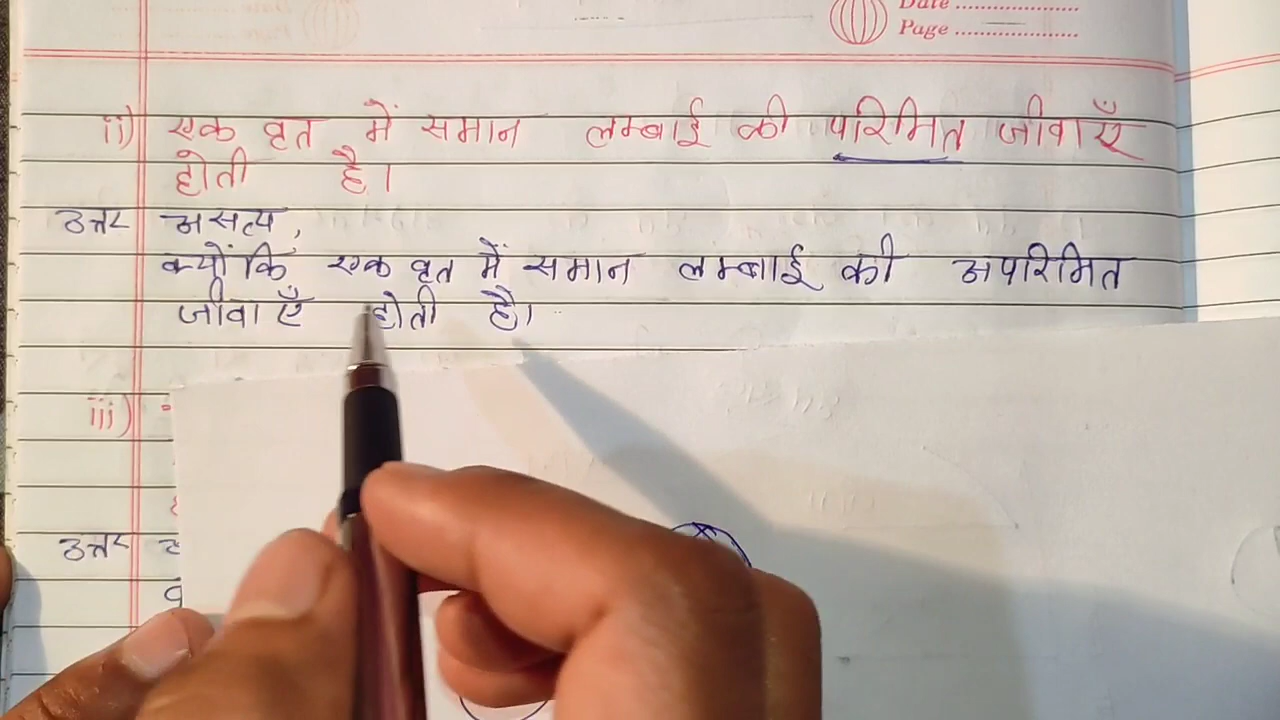 Date ..................
Page ..................
ii) एक वृत में समान लम्बाई की परिमित जीवाएँ
होती है।
उत्तर असत्य,
क्योंकि, एक वृत में समान लम्बाई की अपरिमित
जीवाएँ होती है।
iii)
उत्तर